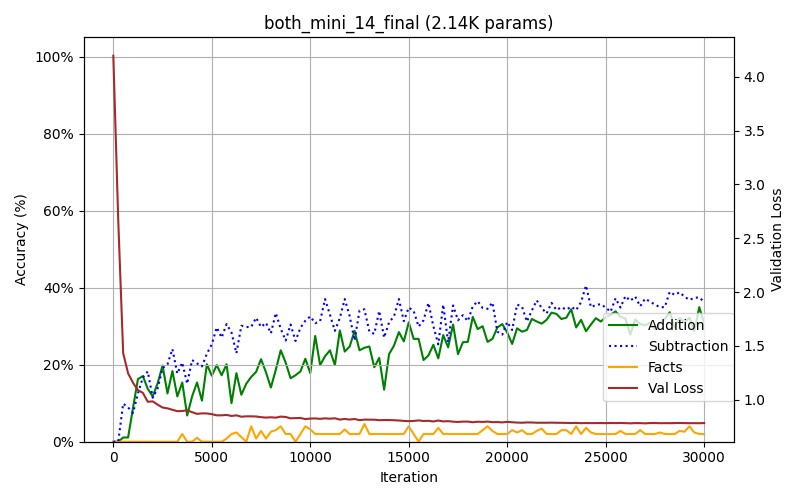 both_mini_14_final (2.14K params)
100%
80%
60%
40%
20%
0%
Accuracy (%)
4.0
3.5
3.0
2.5
2.0
1.5
1.0
Validation Loss
Addition
Subtraction
Facts
Val Loss
0 5000 10000 15000 20000 25000 30000
Iteration